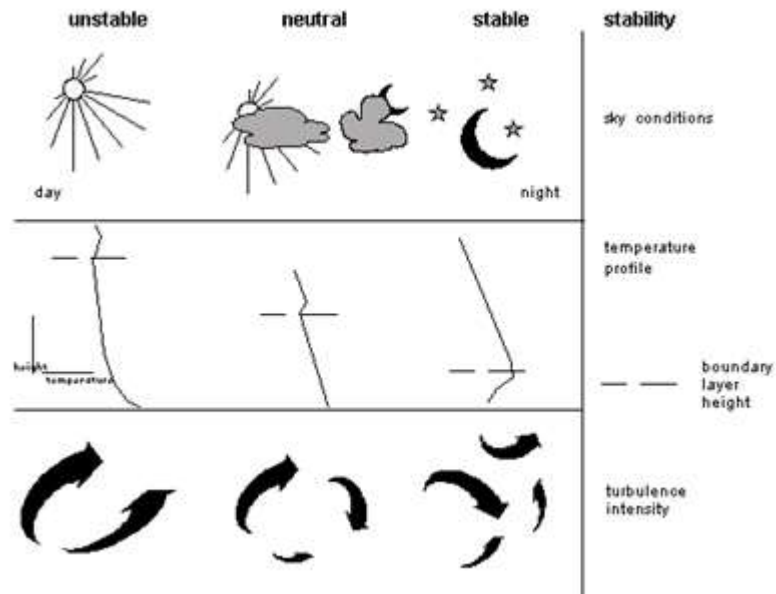 unstable neutral stable stability
sky conditions
day night
temperature
profile
height
temperature
boundary
layer
height
turbulence
intensity